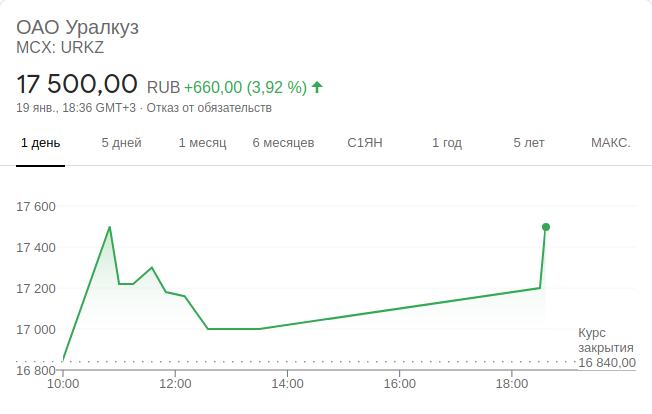 ОАО Уралкуз
MCX: URKZ
17 500,00 RUB +660,00 (3,92 %)
19 янв., 18:36 GMT+3 · Отказ от обязательств
1 день 5 дней 1 месяц 6 месяцев С1ЯН 1 год 5 лет МАКС.
17 600
17 400
17 200
17 000
Курс
закрытия
16 840,00
16 800
10:00 12:00 14:00 16:00 18:00